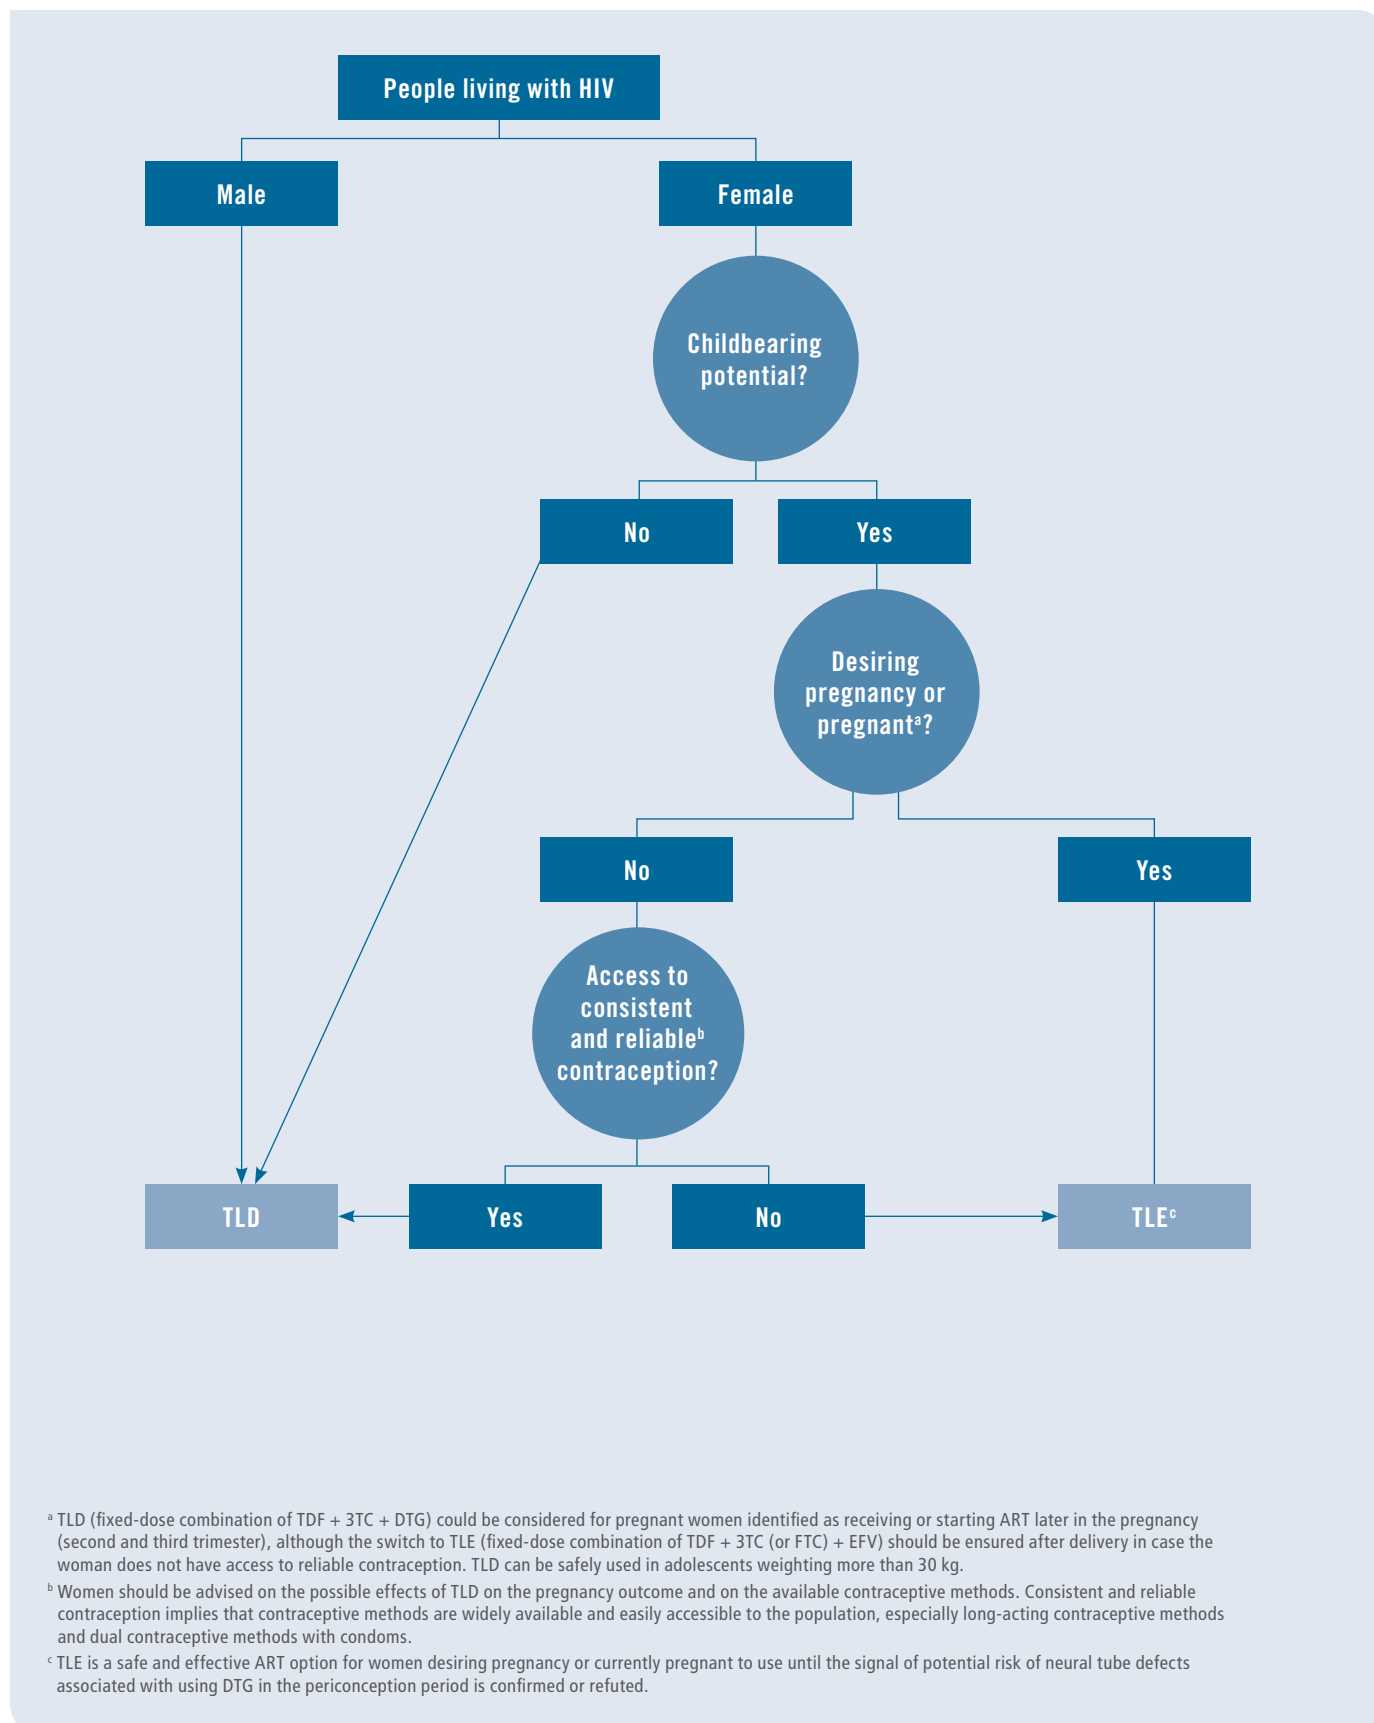 People living with HIV
Male
Female
Childbearing
potential?
No
Yes
Desiring
pregnancy or
pregnantᵃ?
No
Yes
Access to
consistent
and reliableᵇ
contraception?
TLD
Yes
No
TLEᶜ
ᵃ TLD (fixed-dose combination of TDF + 3TC + DTG) could be considered for pregnant women identified as receiving or starting ART later in the pregnancy
(second and third trimester), although the switch to TLE (fixed-dose combination of TDF + 3TC (or FTC) + EFV) should be ensured after delivery in case the
woman does not have access to reliable contraception. TLD can be safely used in adolescents weighting more than 30 kg.
ᵇ Women should be advised on the possible effects of TLD on the pregnancy outcome and on the available contraceptive methods. Consistent and reliable
contraception implies that contraceptive methods are widely available and easily accessible to the population, especially long-acting contraceptive methods
and dual contraceptive methods with condoms.
ᶜ TLE is a safe and effective ART option for women desiring pregnancy or currently pregnant to use until the signal of potential risk of neural tube defects
associated with using DTG in the periconception period is confirmed or refuted.